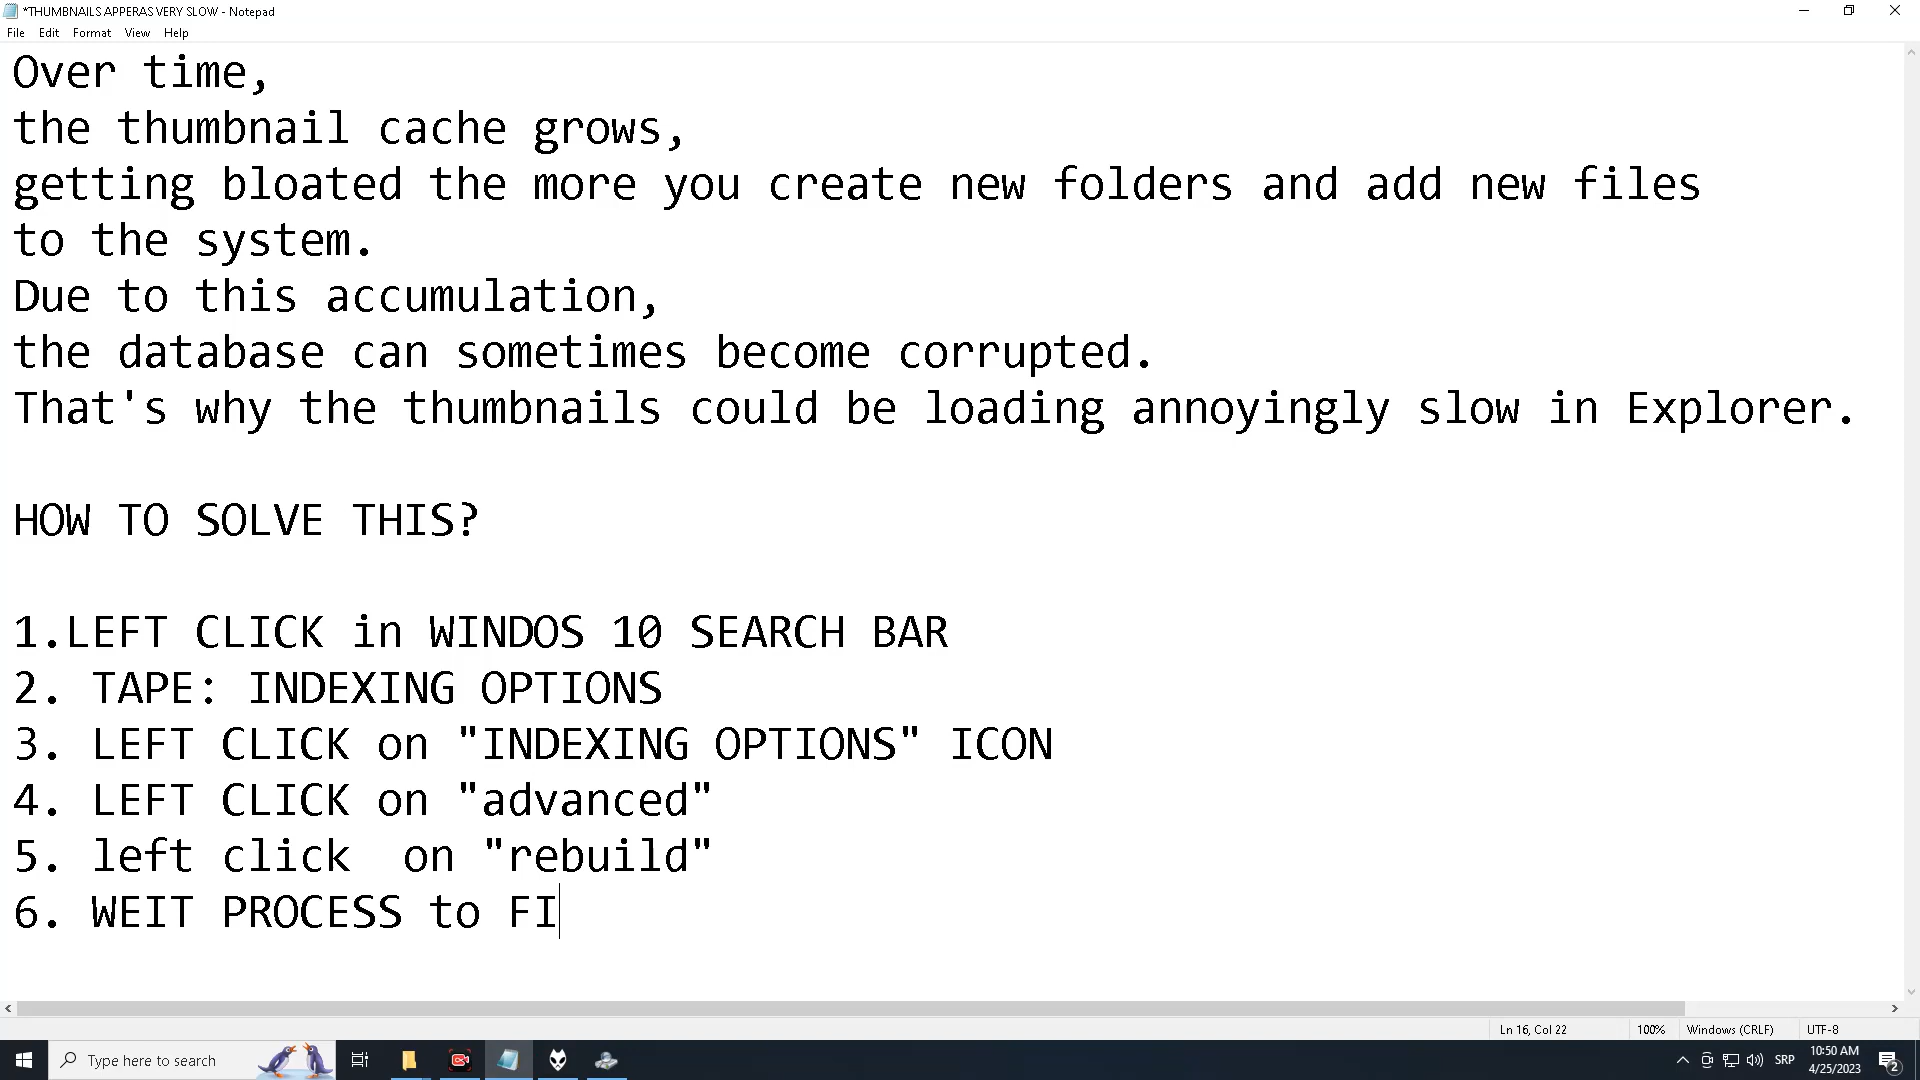 *THUMBNAILS APPERAS VERY SLOW - Notepad
File Edit Format View Help
Over time,
the thumbnail cache grows,
getting bloated the more you create new folders and add new files
to the system.
Due to this accumulation,
the database can sometimes become corrupted.
That's why the thumbnails could be loading annoyingly slow in Explorer.
HOW TO SOLVE THIS?
1.LEFT CLICK in WINDOS 10 SEARCH BAR
2. TAPE: INDEXING OPTIONS
3. LEFT CLICK on "INDEXING OPTIONS" ICON
4. LEFT CLICK on "advanced"
5. left click  on "rebuild"
6. WEIT PROCESS to FI
Ln 16, Col 22 100% Windows (CRLF) UTF-8
Type here to search
SRP
10:50 AM
4/25/2023
2